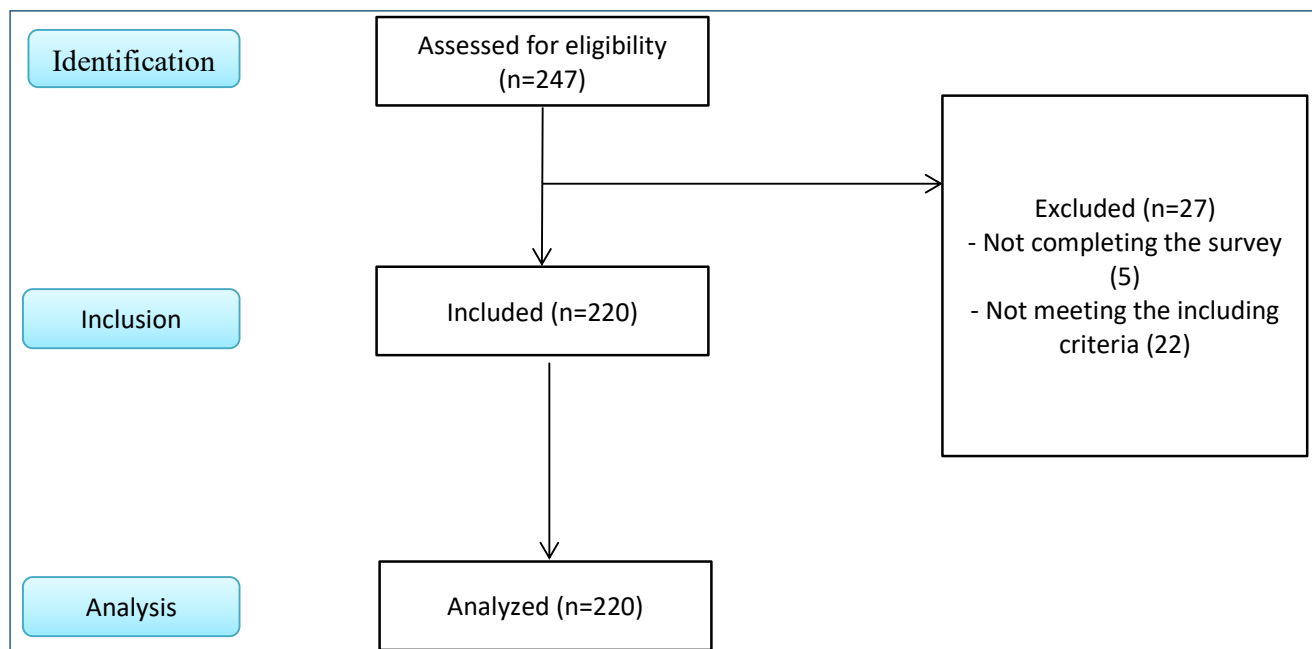 Identification
Assessed for eligibility
(n=247)
Excluded (n=27)
- Not completing the survey
(5)
- Not meeting the including
criteria (22)
Inclusion
Included (n=220)
Analysis
Analyzed (n=220)